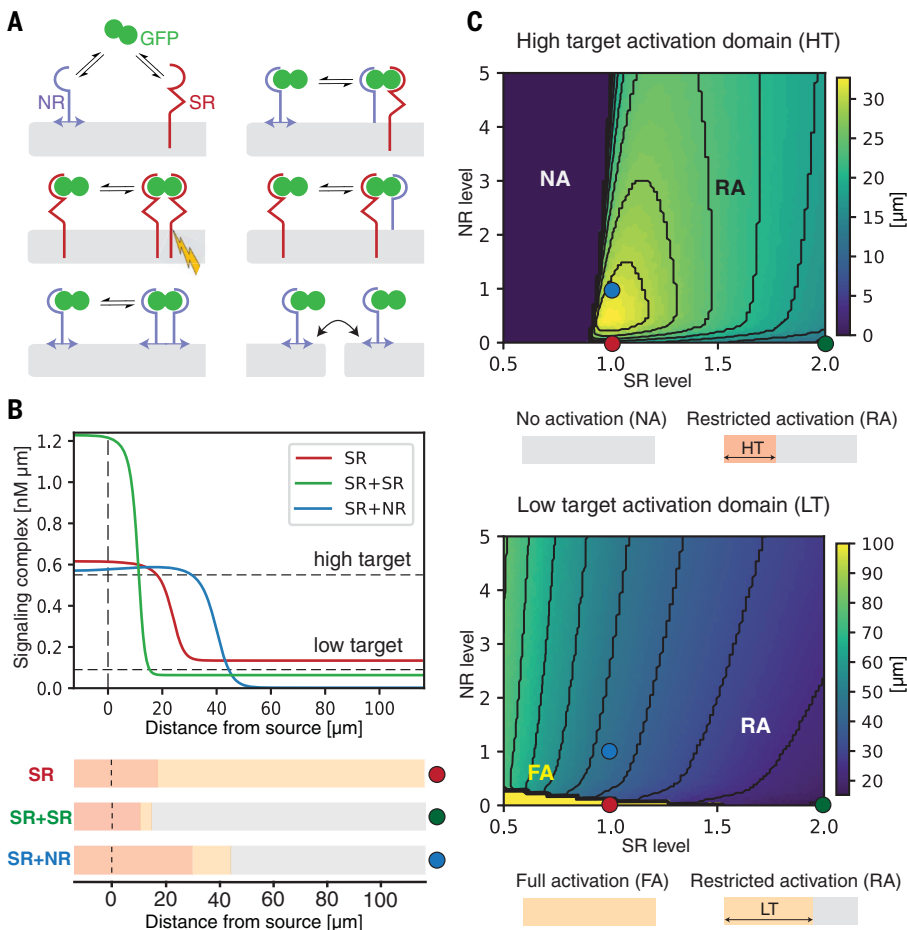 A
GFP
NR
SR
B
1.2
1.0
0.8
0.6
0.4
0.2
0.0
Signaling complex [nM µm]
SR
SR+SR
SR+NR
high target
low target
0 20 40 60 80 100
Distance from source [µm]
SR
SR+SR
SR+NR
0 20 40 60 80 100
Distance from source [µm]
C
High target activation domain (HT)
5
4
3
2
1
0
NR level
NA
RA
0.5 1.0 1.5 2.0
SR level
30
25
20
15
10
5
0
[µm]
No activation (NA)
Restricted activation (RA)
HT
Low target activation domain (LT)
5
4
3
2
1
0
NR level
FA
RA
0.5 1.0 1.5 2.0
SR level
100
90
80
70
60
50
40
30
20
[µm]
Full activation (FA)
Restricted activation (RA)
LT